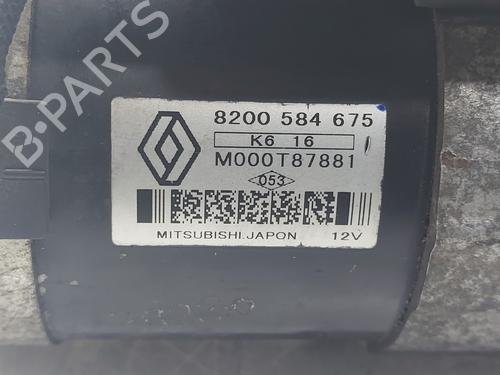 8200 584 675
K6 16
M000T87881
053
MITSUBISHI.JAPON 12V
B-PARTS